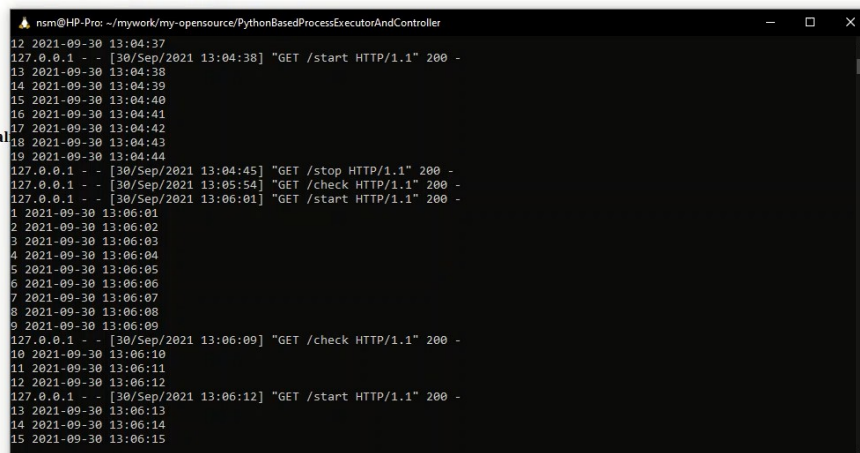 nsm@HP-Pro: ~/mywork/my-opensource/PythonBasedProcessExecutorAndController
12 2021-09-30 13:04:37
127.0.0.1 - - [30/Sep/2021 13:04:38] "GET /start HTTP/1.1" 200 -
13 2021-09-30 13:04:38
14 2021-09-30 13:04:39
15 2021-09-30 13:04:40
16 2021-09-30 13:04:41
17 2021-09-30 13:04:42
18 2021-09-30 13:04:43
19 2021-09-30 13:04:44
127.0.0.1 - - [30/Sep/2021 13:04:45] "GET /stop HTTP/1.1" 200 -
127.0.0.1 - - [30/Sep/2021 13:05:54] "GET /check HTTP/1.1" 200 -
127.0.0.1 - - [30/Sep/2021 13:06:01] "GET /start HTTP/1.1" 200 -
1 2021-09-30 13:06:01
2 2021-09-30 13:06:02
3 2021-09-30 13:06:03
4 2021-09-30 13:06:04
5 2021-09-30 13:06:05
6 2021-09-30 13:06:06
7 2021-09-30 13:06:07
8 2021-09-30 13:06:08
9 2021-09-30 13:06:09
127.0.0.1 - - [30/Sep/2021 13:06:09] "GET /check HTTP/1.1" 200 -
10 2021-09-30 13:06:10
11 2021-09-30 13:06:11
12 2021-09-30 13:06:12
127.0.0.1 - - [30/Sep/2021 13:06:12] "GET /start HTTP/1.1" 200 -
13 2021-09-30 13:06:13
14 2021-09-30 13:06:14
15 2021-09-30 13:06:15